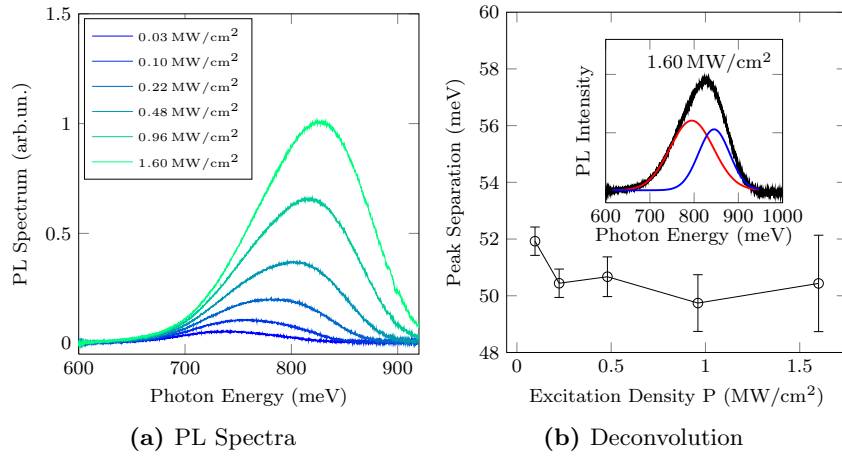 1.5
1
0.5
0
600
700
800
900
PL Spectrum (arb.un.)
Photon Energy (meV)
0.03 MW/cm²
0.10 MW/cm²
0.22 MW/cm²
0.48 MW/cm²
0.96 MW/cm²
1.60 MW/cm²
(a) PL Spectra
60
58
56
54
52
50
48
0
0.5
1
1.5
Peak Separation (meV)
Excitation Density P (MW/cm²)
1.60 MW/cm²
PL Intensity
600
700
800
900
1000
Photon Energy (meV)
(b) Deconvolution